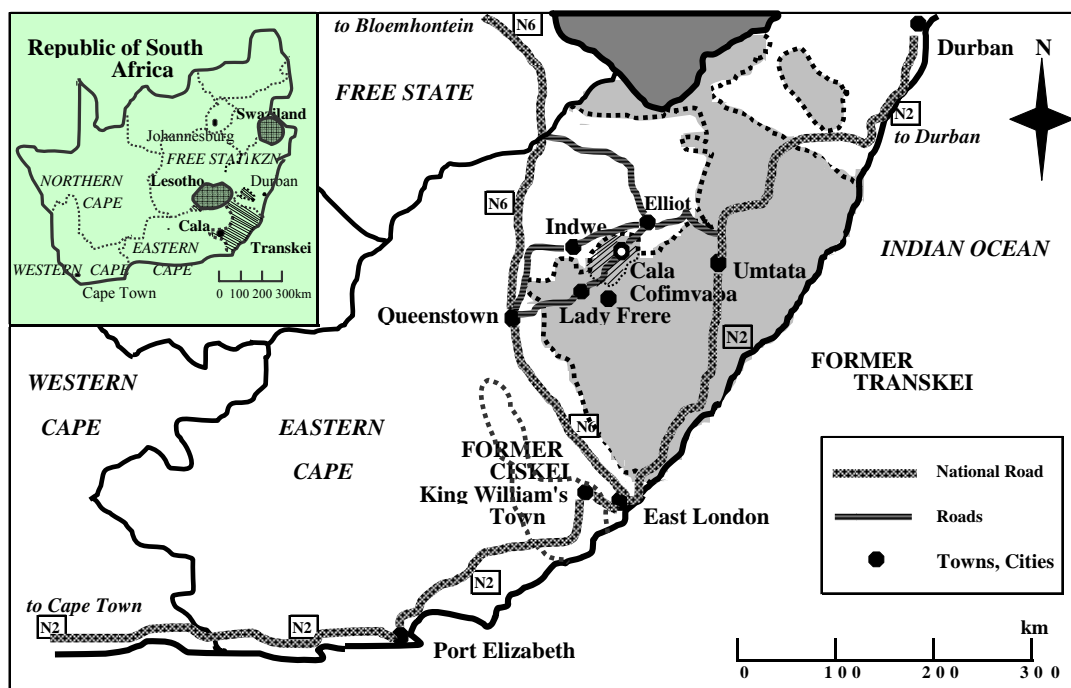 Republic of South
Africa
Swaziland
Johannesburg
FREE STATIKZN
NORTHERN
CAPE
Lesotho
Durban
Cala
EASTERN
Transkei
WESTERN CAPE CAPE
Cape Town
0 100 200 300km
to Bloemhontein
N6
Durban
N
FREE STATE
N2
to Durban
N6
Elliot
Indwe
INDIAN OCEAN
Cala
Umtata
Cofimvaba
Queenstown
Lady Frere
N2
FORMER
TRANSKEI
WESTERN
CAPE
EASTERN
CAPE
N6
FORMER
CISKEI
King William's
Town
East London
National Road
Roads
Towns, Cities
N2
to Cape Town
N2
N2
Port Elizabeth
km
0 100 200 300